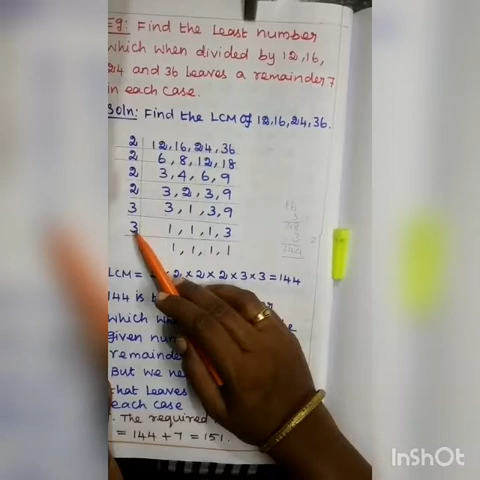 Eg: Find the Least number
which when divided by 12,16,
24 and 36 leaves a remainder 7
in each case.
Soln: Find the LCM of 12,16,24,36.
2 12,16,24,36
2 6,8,12,18
2 3,4,6,9
2 3,2,3,9
3 3,1,3,9
3 1,1,1,3
1,1,1,1
LCM = 2 × 2 × 2 × 2 × 3 × 3 = 144
144 is
which
given
remainder
But we
that leaves
each case
The required
= 144 + 7 = 151.
InShOt